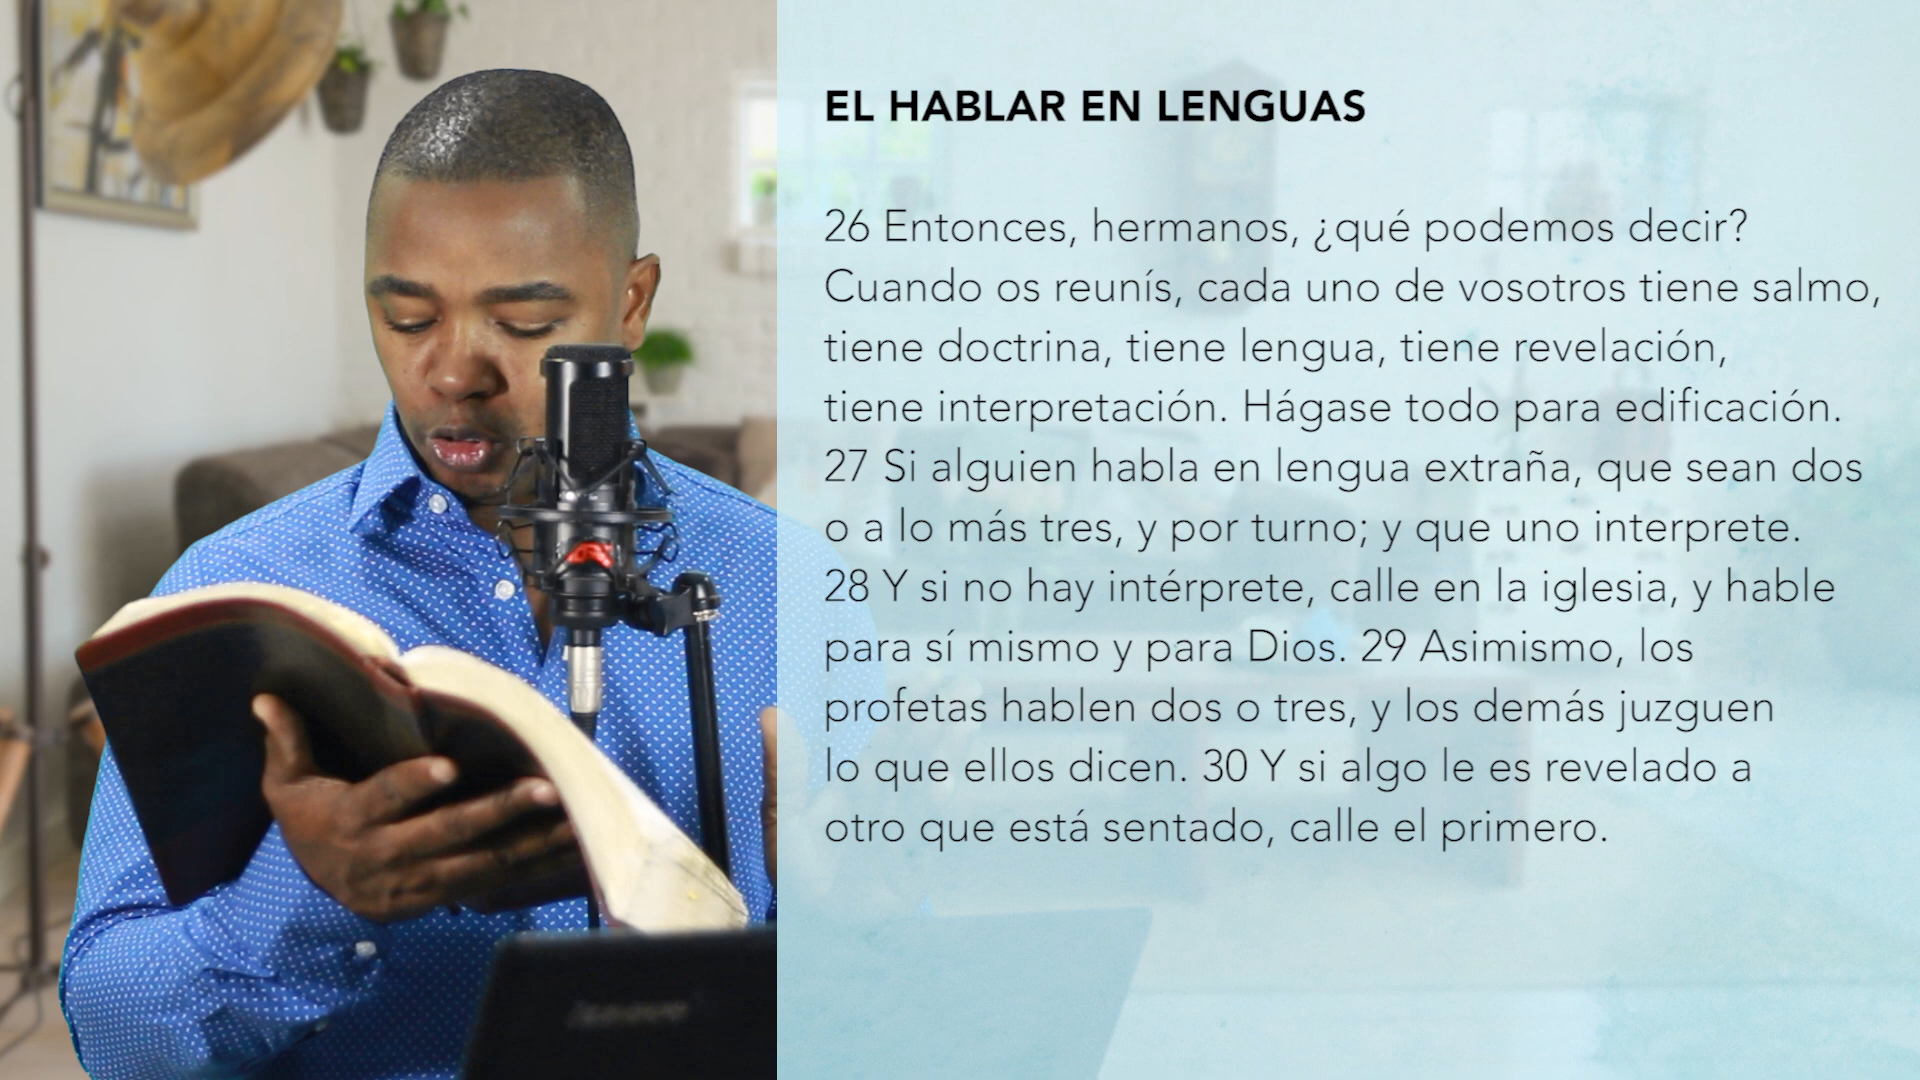 EL HABLAR EN LENGUAS
26 Entonces, hermanos, ¿qué podemos decir?
Cuando os reunís, cada uno de vosotros tiene salmo,
tiene doctrina, tiene lengua, tiene revelación,
tiene interpretación. Hágase todo para edificación.
27 Si alguien habla en lengua extraña, que sean dos
o a lo más tres, y por turno; y que uno interprete.
28 Y si no hay intérprete, calle en la iglesia, y hable
para sí mismo y para Dios. 29 Asimismo, los
profetas hablen dos o tres, y los demás juzguen
lo que ellos dicen. 30 Y si algo le es revelado a
otro que está sentado, calle el primero.
lenovo